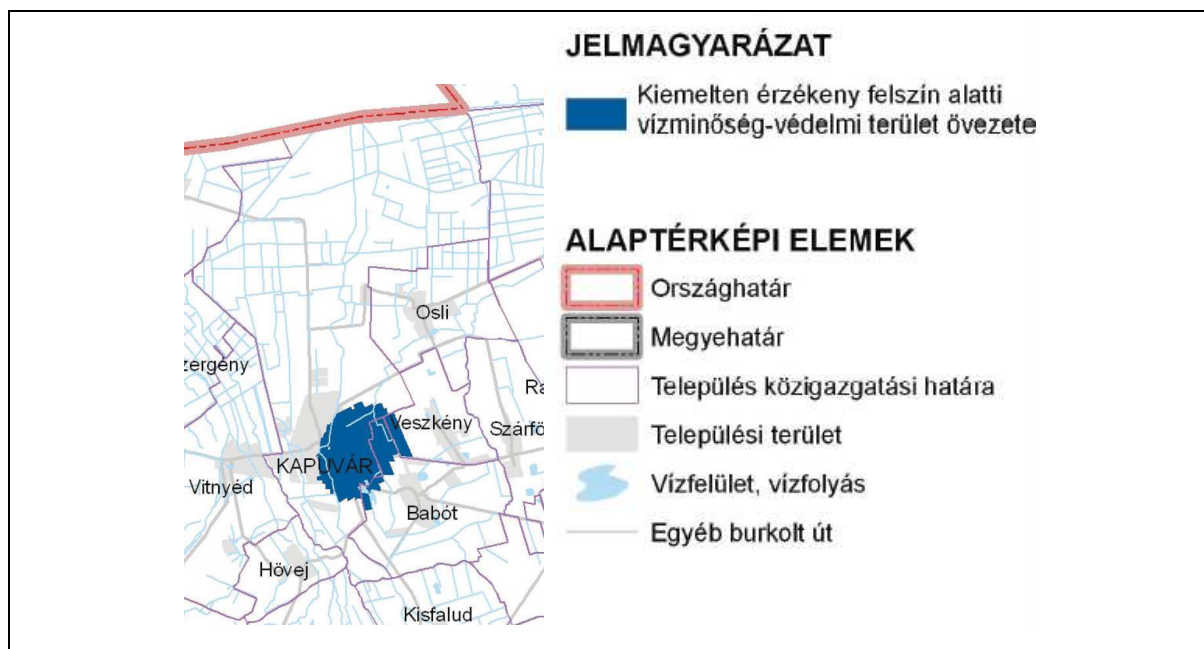 JELMAGYARÁZAT
Kiemelten érzékeny felszín alatti
vízminőség-védelmi terület övezete
ALAPTÉRKÉPI ELEMEK
Országhatár
Megyehatár
Település közigazgatási határa
Települési terület
Vízfelület, vízfolyás
Egyéb burkolt út
Osli
zergény
Ra
Veszkény
Szárfö
KAPUVÁR
Vitnyéd
Babót
Hövej
Kisfalud